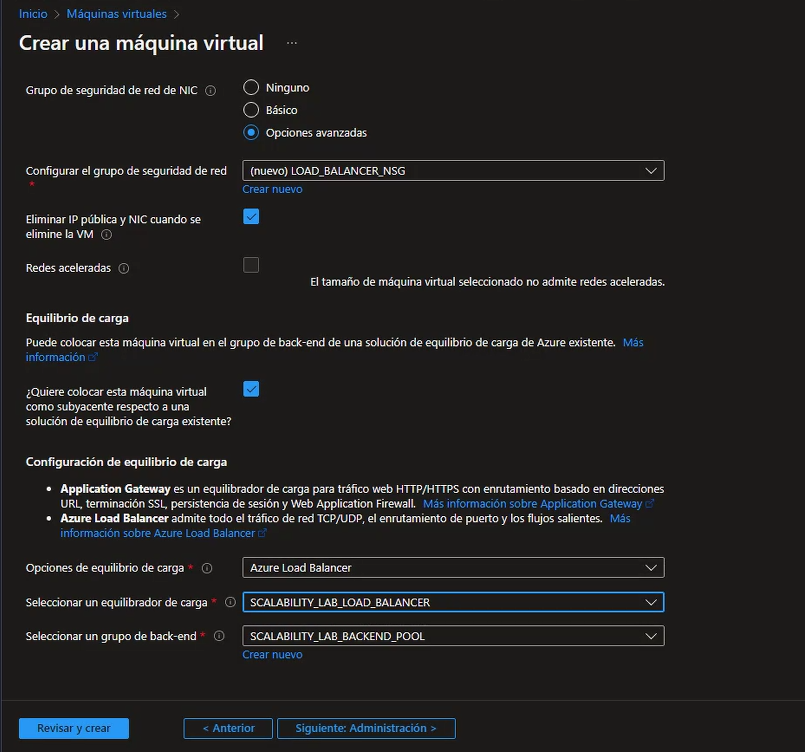 Inicio > Máquinas virtuales >
Crear una máquina virtual ...
Grupo de seguridad de red de NIC
Ninguno
Básico
Opciones avanzadas
Configurar el grupo de seguridad de red *
(nuevo) LOAD_BALANCER_NSG
Crear nuevo
Eliminar IP pública y NIC cuando se
elimine la VM
Redes aceleradas
El tamaño de máquina virtual seleccionado no admite redes aceleradas.
Equilibrio de carga
Puede colocar esta máquina virtual en el grupo de back-end de una solución de equilibrio de carga de Azure existente. Más
información
¿Quiere colocar esta máquina virtual
como subyacente respecto a una
solución de equilibrio de carga existente?
Configuración de equilibrio de carga
• Application Gateway es un equilibrador de carga para tráfico web HTTP/HTTPS con enrutamiento basado en direcciones
URL, terminación SSL, persistencia de sesión y Web Application Firewall. Más información sobre Application Gateway
• Azure Load Balancer admite todo el tráfico de red TCP/UDP, el enrutamiento de puerto y los flujos salientes. Más
información sobre Azure Load Balancer
Opciones de equilibrio de carga *
Azure Load Balancer
Seleccionar un equilibrador de carga *
SCALABILITY_LAB_LOAD_BALANCER
Seleccionar un grupo de back-end *
SCALABILITY_LAB_BACKEND_POOL
Crear nuevo
Revisar y crear
< Anterior
Siguiente: Administración >